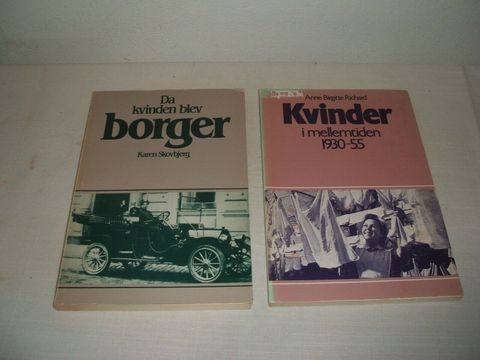 Da
kvinden blev
borger
Karen Skovbjerg
Anne Birgitte Richard
Kvinder
i mellemtiden
1930-55